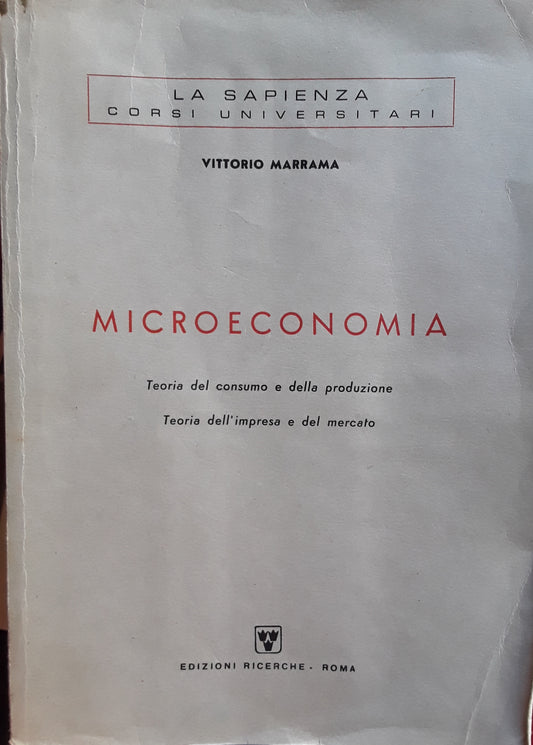 LA SAPIENZA
CORSI UNIVERSITARI
VITTORIO MARRAMA
MICROECONOMIA
Teoria del consumo e della produzione
Teoria dell'impresa e del mercato
EDIZIONI RICERCHE - ROMA